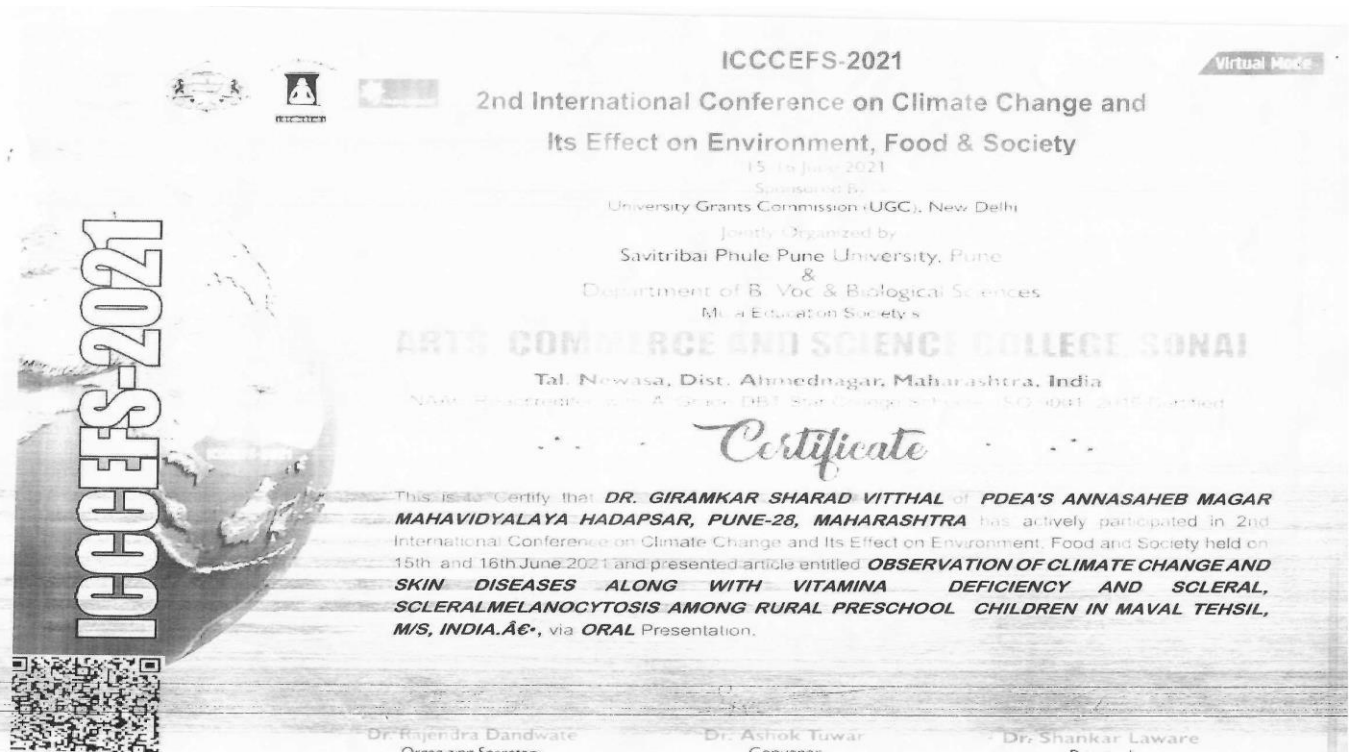 ICCCEFS-2021
Virtual Mode
2nd International Conference on Climate Change and
Its Effect on Environment, Food & Society
15 16 June 2021
Sponsored By
University Grants Commission (UGC), New Delhi
Jointly Organized by
Savitribai Phule Pune University, Pune
&
Department of B. Voc & Biological Sciences
Mula Education Society's
ARTS COMMERCE AND SCIENCE COLLEGE, SONAI
Tal. Newasa, Dist. Ahmednagar, Maharashtra, India
Certificate
ICCCEFS-2021
This is to Certify that DR. GIRAMKAR SHARAD VITTHAL of PDEA'S ANNASAHEB MAGAR
MAHAVIDYALAYA HADAPSAR, PUNE-28, MAHARASHTRA has actively participated in 2nd
International Conference on Climate Change and Its Effect on Environment, Food and Society held on
15th and 16th June 2021 and presented article entitled OBSERVATION OF CLIMATE CHANGE AND
SKIN DISEASES ALONG WITH VITAMINA DEFICIENCY AND SCLERAL,
SCLERALMELANOCYTOSIS AMONG RURAL PRESCHOOL CHILDREN IN MAVAL TEHSIL,
M/S, INDIA.Â€•, via ORAL Presentation.
Dr. Rajendra Dandwate
Dr. Ashok Tuwar
Dr. Shankar Laware
Organizing Secretary
Convenor